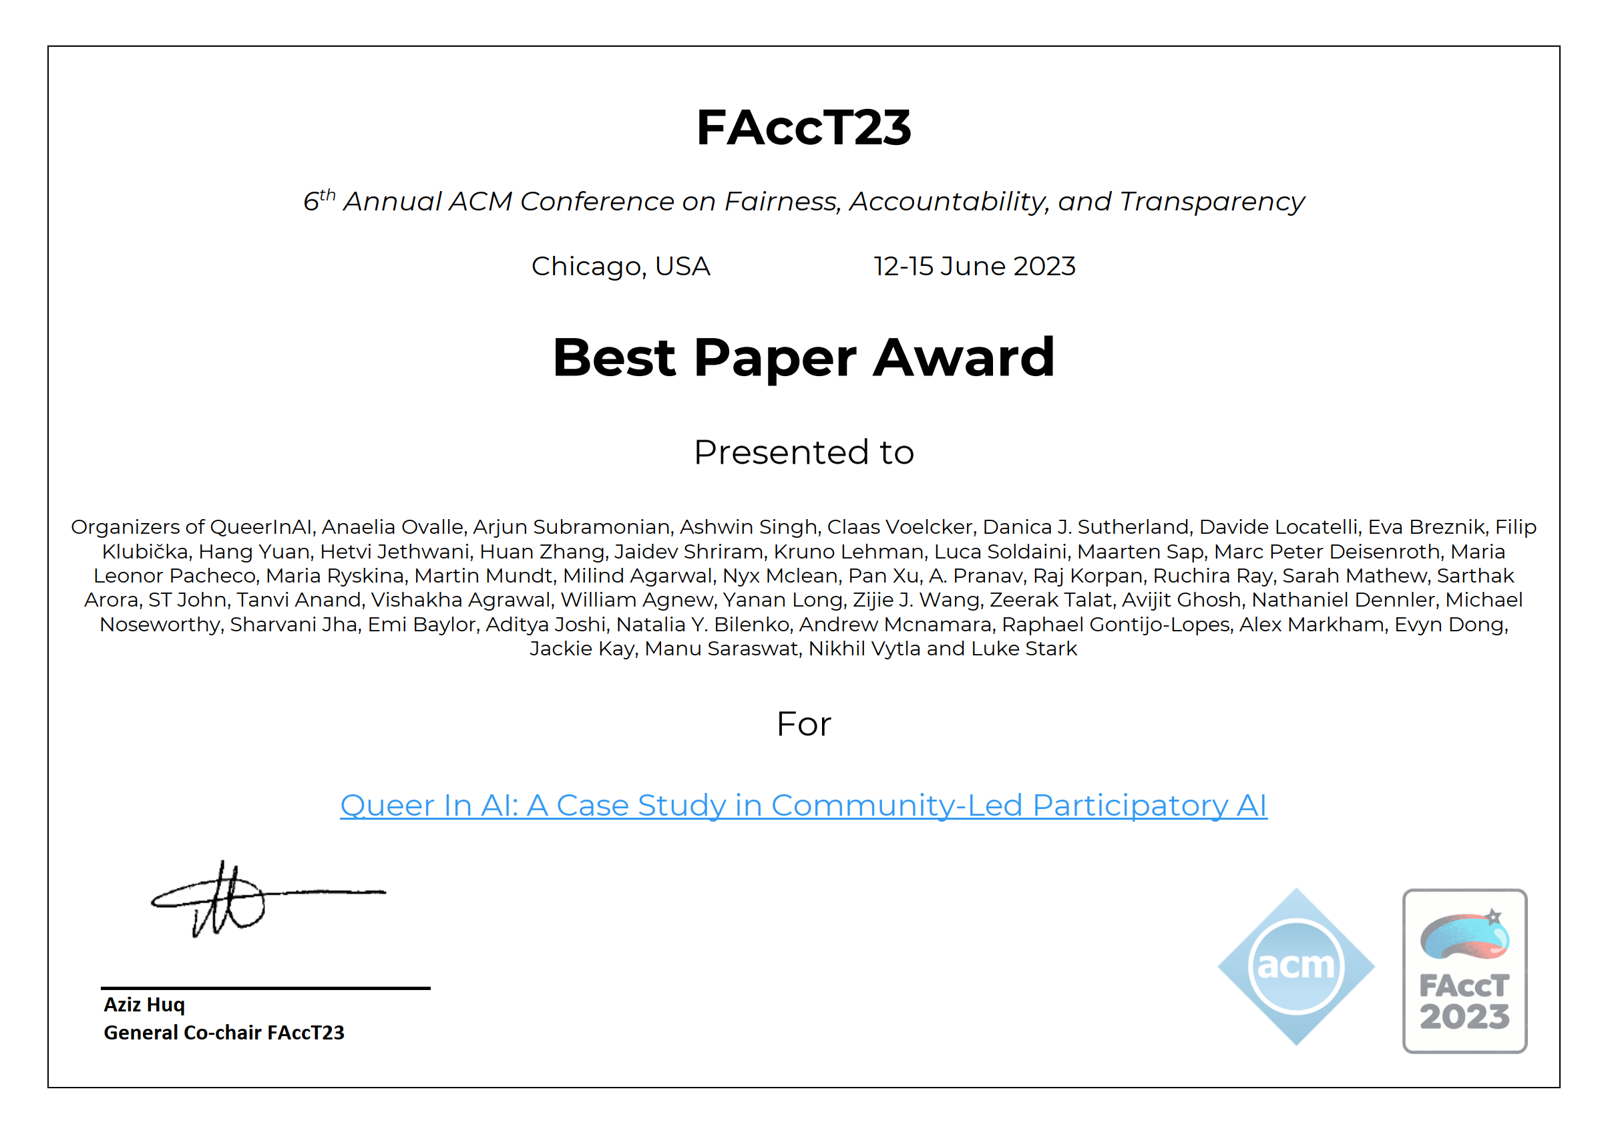 FAccT23
6th Annual ACM Conference on Fairness, Accountability, and Transparency
Chicago, USA 12-15 June 2023
Best Paper Award
Presented to
Organizers of QueerInAI, Anaelia Ovalle, Arjun Subramonian, Ashwin Singh, Claas Voelcker, Danica J. Sutherland, Davide Locatelli, Eva Breznik, Filip
Klubička, Hang Yuan, Hetvi Jethwani, Huan Zhang, Jaidev Shriram, Kruno Lehman, Luca Soldaini, Maarten Sap, Marc Peter Deisenroth, Maria
Leonor Pacheco, Maria Ryskina, Martin Mundt, Milind Agarwal, Nyx Mclean, Pan Xu, A. Pranav, Raj Korpan, Ruchira Ray, Sarah Mathew, Sarthak
Arora, ST John, Tanvi Anand, Vishakha Agrawal, William Agnew, Yanan Long, Zijie J. Wang, Zeerak Talat, Avijit Ghosh, Nathaniel Dennler, Michael
Noseworthy, Sharvani Jha, Emi Baylor, Aditya Joshi, Natalia Y. Bilenko, Andrew Mcnamara, Raphael Gontijo-Lopes, Alex Markham, Evyn Dong,
Jackie Kay, Manu Saraswat, Nikhil Vytla and Luke Stark
For
Queer In AI: A Case Study in Community-Led Participatory AI
Aziz Huq
General Co-chair FAccT23
acm
FAccT
2023